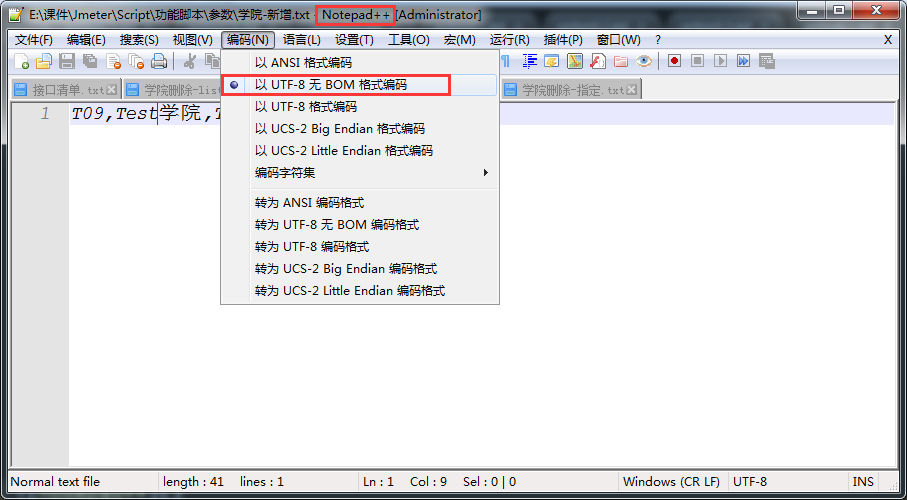 E:\课件\Jmeter\Script\功能脚本\参数\学院-新增.txt - Notepad++ [Administrator]
文件(F) 编辑(E) 搜索(S) 视图(V) 编码(N) 语言(L) 设置(T) 工具(O) 宏(M) 运行(R) 插件(P) 窗口(W) ? X
接口清单.txt 学院删除-list 学院删除-指定.txt
以 ANSI 格式编码
以 UTF-8 无 BOM 格式编码
以 UTF-8 格式编码
以 UCS-2 Big Endian 格式编码
以 UCS-2 Little Endian 格式编码
编码字符集
转为 ANSI 编码格式
转为 UTF-8 无 BOM 编码格式
转为 UTF-8 编码格式
转为 UCS-2 Big Endian 编码格式
转为 UCS-2 Little Endian 编码格式
1 T09,Test学院,T
Normal text file length : 41 lines : 1 Ln : 1 Col : 9 Sel : 0 | 0 Windows (CR LF) UTF-8 INS